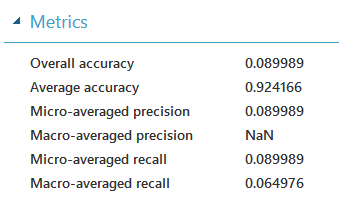 Metrics
Overall accuracy 0.089989
Average accuracy 0.924166
Micro-averaged precision 0.089989
Macro-averaged precision NaN
Micro-averaged recall 0.089989
Macro-averaged recall 0.064976